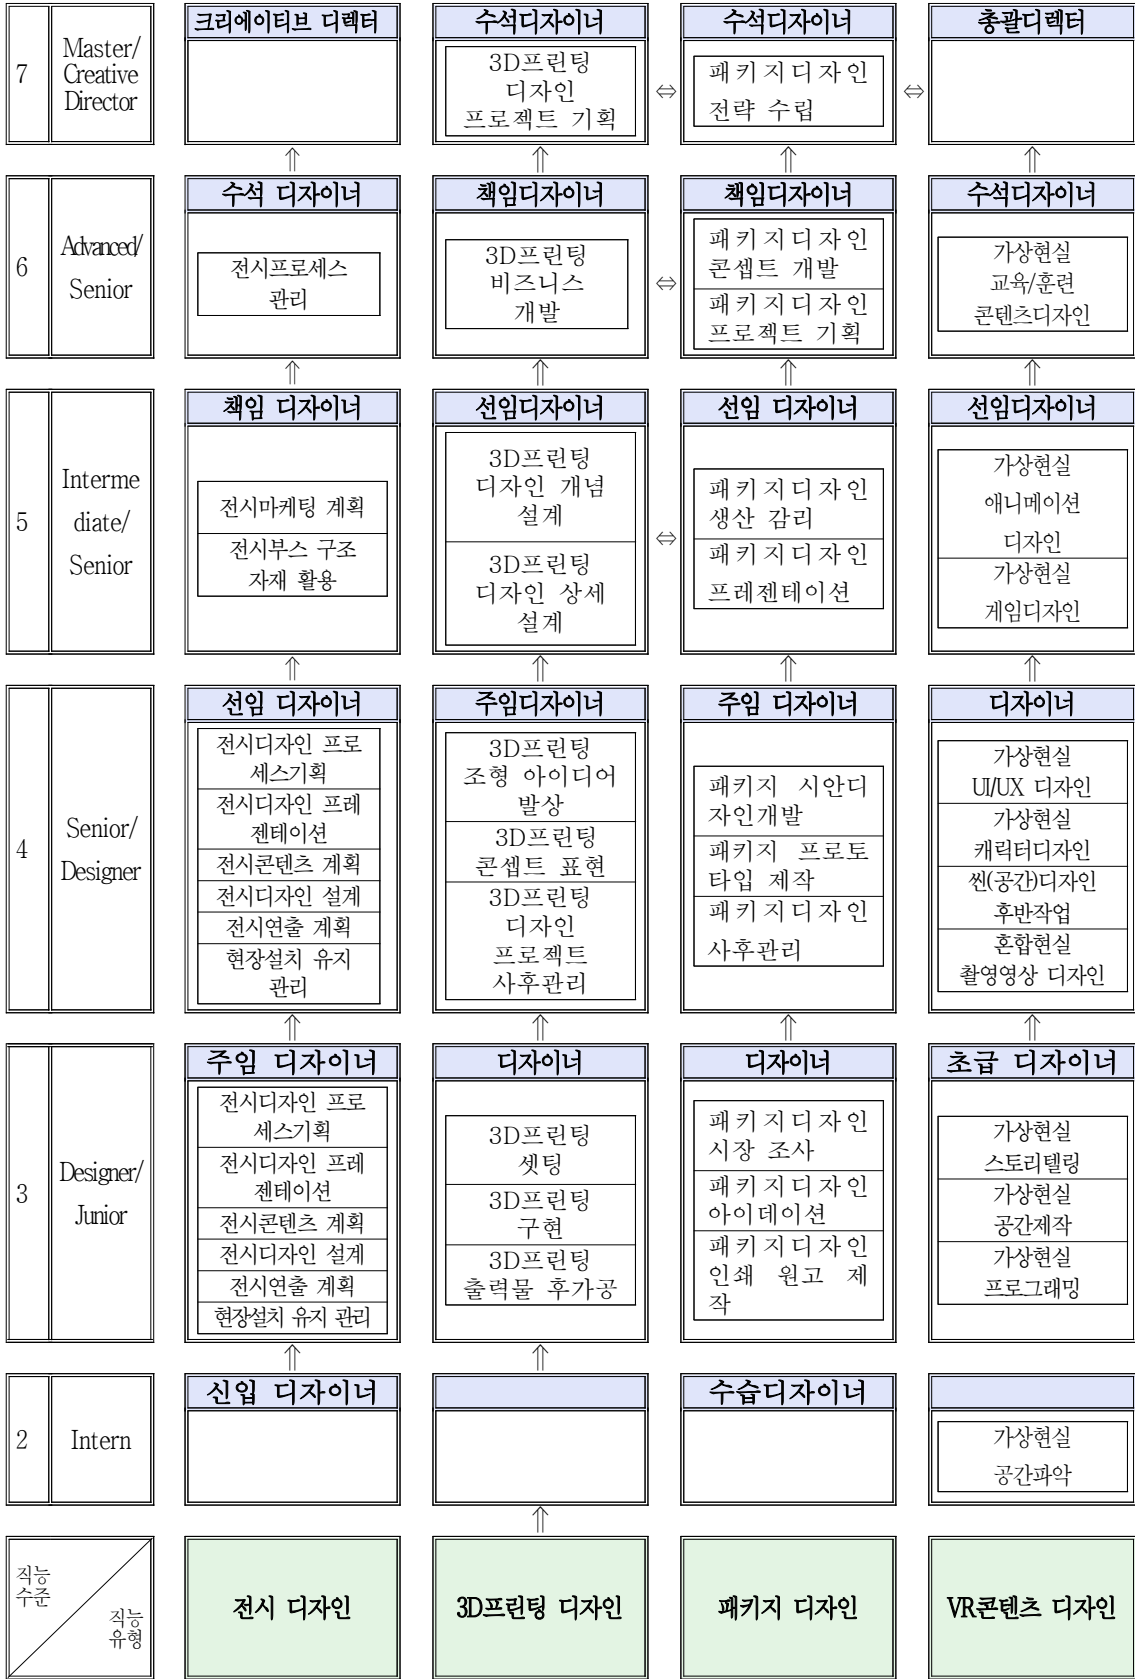 7
Master/
Creative
Director
크리에이티브 디렉터
수석디자이너
3D프린팅
디자인
프로젝트 기획
⇔
수석디자이너
패키지디자인
전략 수립
⇔
총괄디렉터
⇑
⇑
⇑
6
Advanced/
Senior
수석 디자이너
전시프로세스
관리
책임디자이너
3D프린팅
비즈니스
개발
⇔
책임디자이너
패키지디자인
콘셉트 개발
패키지디자인
프로젝트 기획
수석디자이너
가상현실
교육/훈련
콘텐츠디자인
⇑
⇑
⇑
⇑
5
Interme
diate/
Senior
책임 디자이너
전시마케팅 계획
전시부스 구조
자재 활용
선임디자이너
3D프린팅
디자인 개념
설계
3D프린팅
디자인 상세
설계
⇔
선임 디자이너
패키지디자인
생산 감리
패키지디자인
프레젠테이션
선임디자이너
가상현실
애니메이션
디자인
가상현실
게임디자인
⇑
⇑
⇑
⇑
4
Senior/
Designer
선임 디자이너
전시디자인 프로
세스기획
전시디자인 프레
젠테이션
전시콘텐츠 계획
전시디자인 설계
전시연출 계획
현장설치 유지
관리
주임디자이너
3D프린팅
조형 아이디어
발상
3D프린팅
콘셉트 표현
3D프린팅
디자인
프로젝트
사후관리
주임 디자이너
패키지 시안디
자인개발
패키지 프로토
타입 제작
패키지디자인
사후관리
디자이너
가상현실
UI/UX 디자인
가상현실
캐릭터디자인
씬(공간)디자인
후반작업
혼합현실
촬영영상 디자인
⇑
⇑
⇑
⇑
3
Designer/
Junior
주임 디자이너
전시디자인 프로
세스기획
전시디자인 프레
젠테이션
전시콘텐츠 계획
전시디자인 설계
전시연출 계획
현장설치 유지 관리
디자이너
3D프린팅
셋팅
3D프린팅
구현
3D프린팅
출력물 후가공
디자이너
패키지디자인
시장 조사
패키지디자인
아이데이션
패키지디자인
인쇄 원고 제
작
초급 디자이너
가상현실
스토리텔링
가상현실
공간제작
가상현실
프로그래밍
⇑
⇑
2
Intern
신입 디자이너
수습디자이너
가상현실
공간파악
⇑
직능
수준
직능
유형
전시 디자인
3D프린팅 디자인
패키지 디자인
VR콘텐츠 디자인